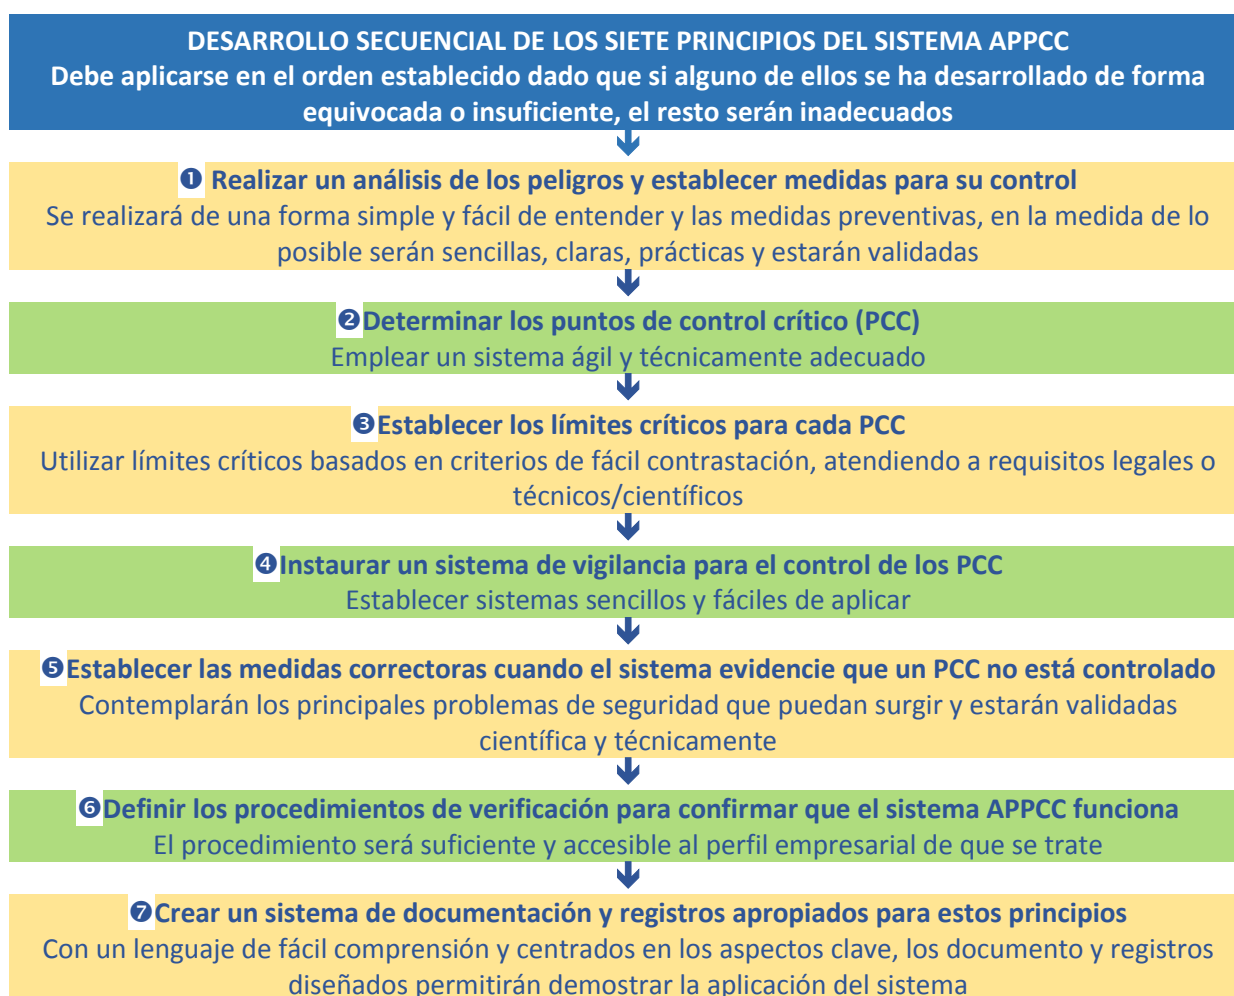 DESARROLLO SECUENCIAL DE LOS SIETE PRINCIPIOS DEL SISTEMA APPCC
Debe aplicarse en el orden establecido dado que si alguno de ellos se ha desarrollado de forma
equivocada o insuficiente, el resto serán inadecuados
❶ Realizar un análisis de los peligros y establecer medidas para su control
Se realizará de una forma simple y fácil de entender y las medidas preventivas, en la medida de lo
posible serán sencillas, claras, prácticas y estarán validadas
❷Determinar los puntos de control crítico (PCC)
Emplear un sistema ágil y técnicamente adecuado
❸Establecer los límites críticos para cada PCC
Utilizar límites críticos basados en criterios de fácil contrastación, atendiendo a requisitos legales o
técnicos/científicos
❹Instaurar un sistema de vigilancia para el control de los PCC
Establecer sistemas sencillos y fáciles de aplicar
❺Establecer las medidas correctoras cuando el sistema evidencie que un PCC no está controlado
Contemplarán los principales problemas de seguridad que puedan surgir y estarán validadas
científica y técnicamente
❻Definir los procedimientos de verificación para confirmar que el sistema APPCC funciona
El procedimiento será suficiente y accesible al perfil empresarial de que se trate
❼Crear un sistema de documentación y registros apropiados para estos principios
Con un lenguaje de fácil comprensión y centrados en los aspectos clave, los documento y registros
diseñados permitirán demostrar la aplicación del sistema